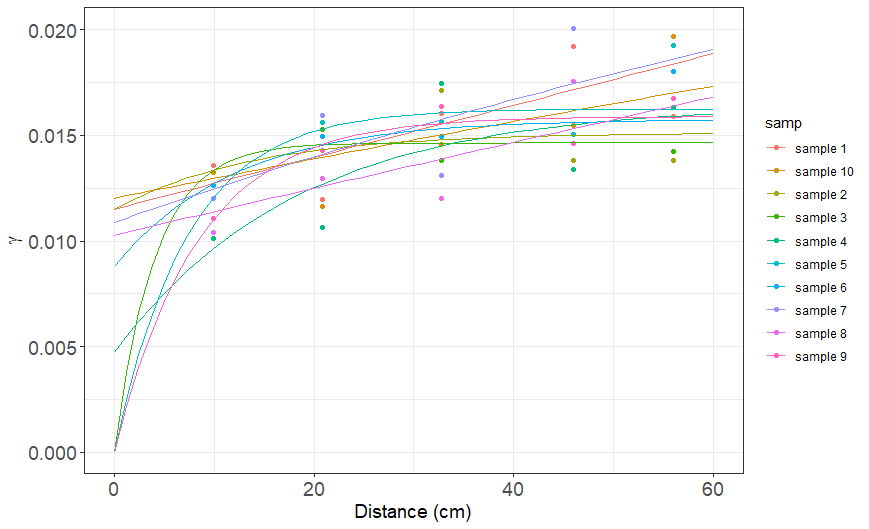 0.020
0.015
0.010
0.005
0.000
γ
0
20
40
60
Distance (cm)
samp
sample 1
sample 10
sample 2
sample 3
sample 4
sample 5
sample 6
sample 7
sample 8
sample 9